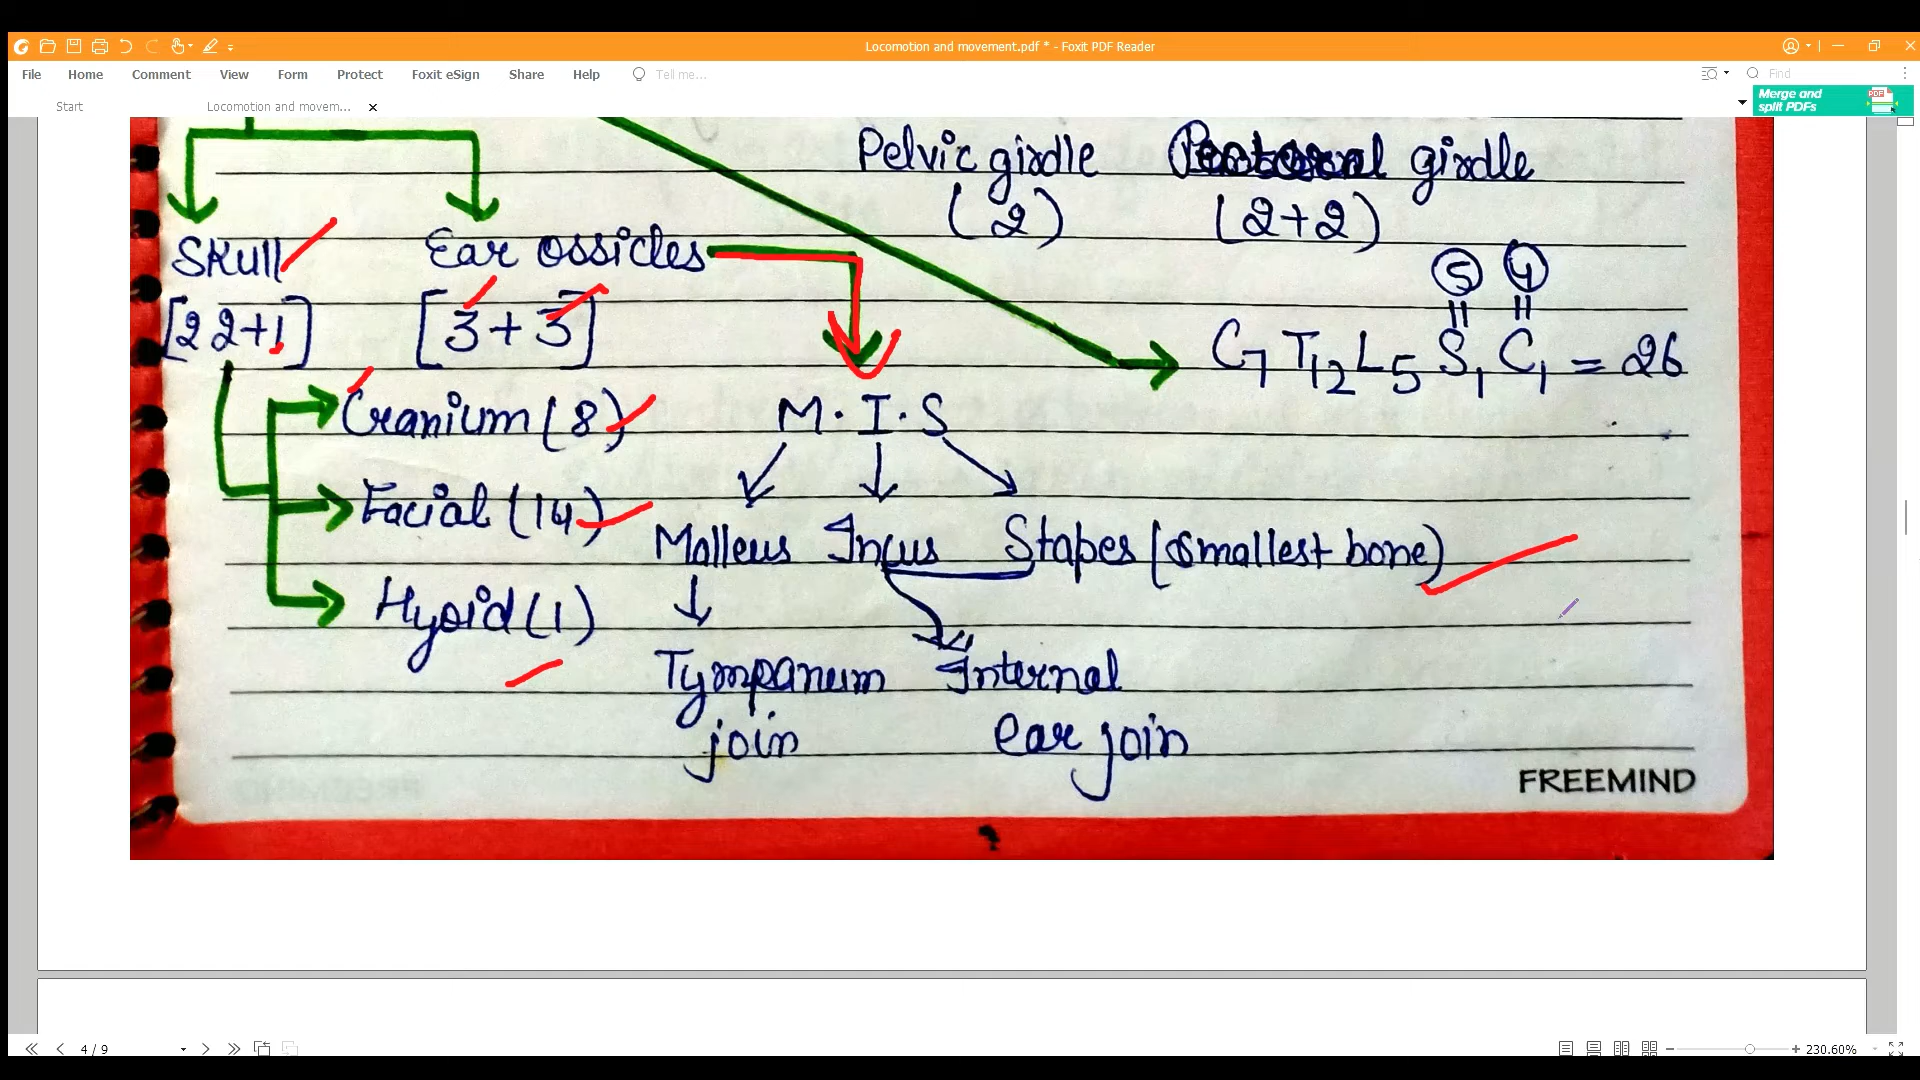 Locomotion and movement.pdf * - Foxit PDF Reader
File Home Comment View Form Protect Foxit eSign Share Help Tell me... Find
Start Locomotion and movem...
Merge and
split PDFs
Pelvic girdle girdle
(2) (2+2)
Skull Ear ossicles
5 4
[22+1] [3+3]
C7 T12 L5 S1 C1 = 26
Cranium (8) M.I.S
Facial (14)
Malleus Incus Stapes (smallest bone)
Hyoid (1)
Tympanum Internal
join ear join
FREEMIND
4 / 9 230.60%